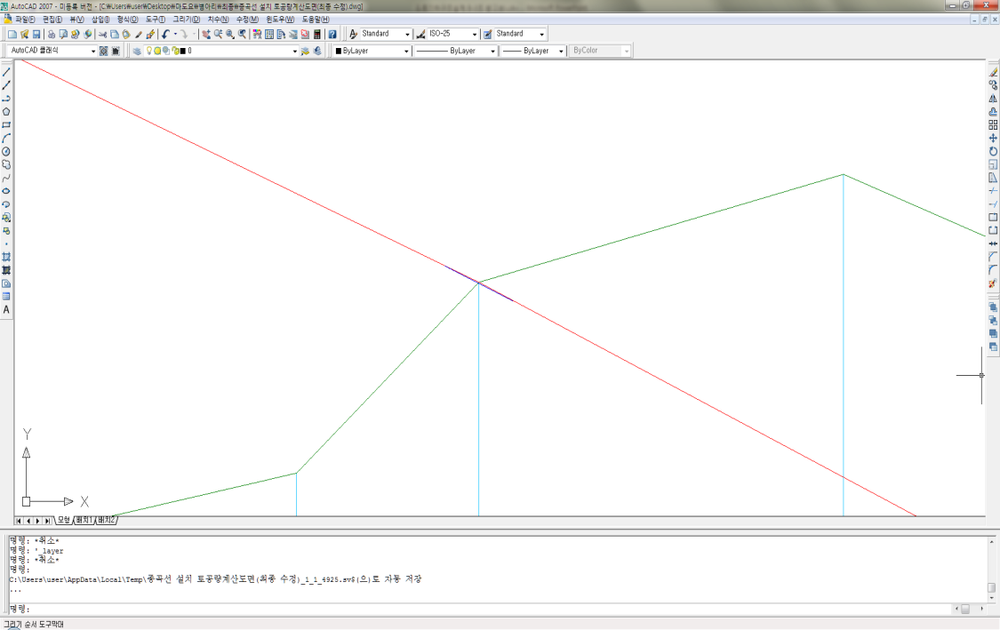 AutoCAD 2007 - 미등록 버전 - [C:₩Users₩user₩Desktop₩마도요₩병아리₩최종₩종곡선 설치 토공량계산도면(최종 수정).dwg]
파일(F) 편집(E) 뷰(V) 삽입(I) 형식(O) 도구(T) 그리기(D) 치수(N) 수정(M) 윈도우(W) 도움말(H)
Standard ISO-25 Standard
AutoCAD 클래식 0 ByLayer ByLayer ByLayer ByColor
Y
X
모형 배치1 배치2
명령: *취소*
명령: '_layer
명령: *취소*
명령:
C:\Users\user\AppData\Local\Temp\종곡선 설치 토공량계산도면(최종 수정)_1_1_4925.sv$(으)로 자동 저장
...
명령:
그리기 순서 도구막대